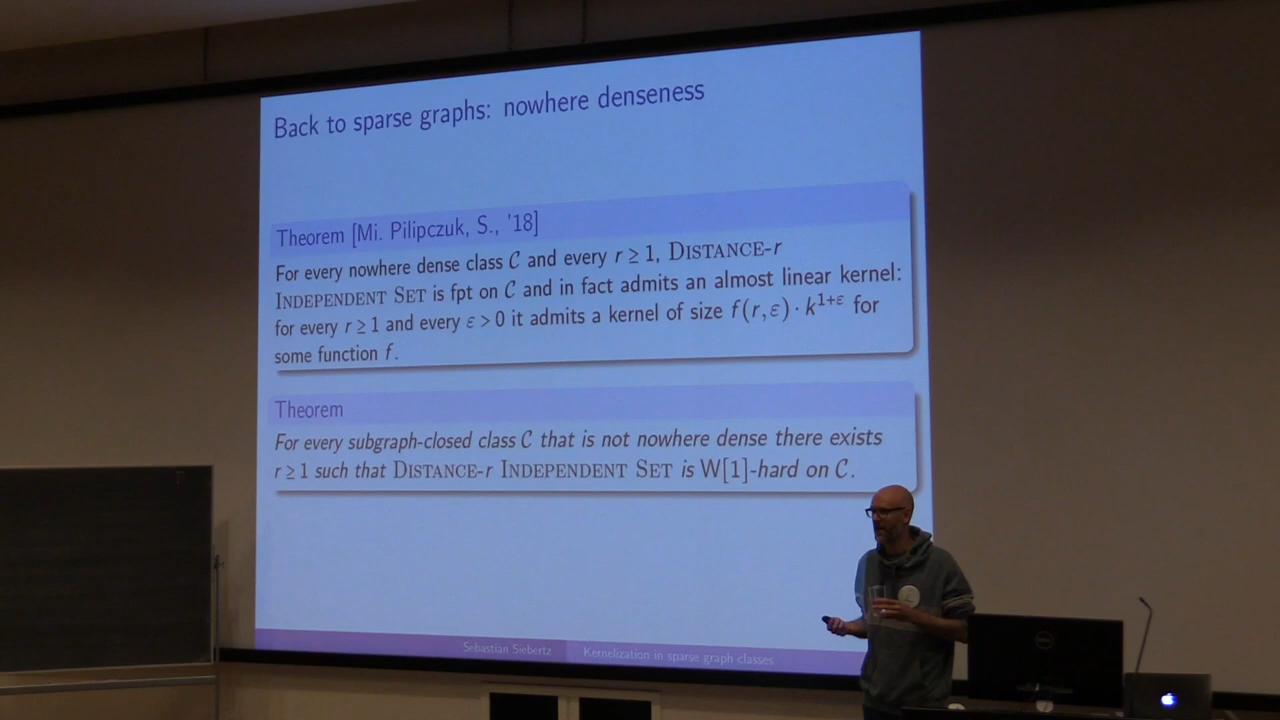 Back to sparse graphs: nowhere denseness
Theorem [Mi. Pilipczuk, S., '18]
For every nowhere dense class 𝒞 and every r ≥ 1, DISTANCE-r
INDEPENDENT SET is fpt on 𝒞 and in fact admits an almost linear kernel:
for every r ≥ 1 and every ε > 0 it admits a kernel of size f(r, ε) · k^{1+ε} for
some function f.
Theorem
For every subgraph-closed class 𝒞 that is not nowhere dense there exists
r ≥ 1 such that DISTANCE-r INDEPENDENT SET is W[1]-hard on 𝒞.
Sebastian Siebertz Kernelization in sparse graph classes
DELL